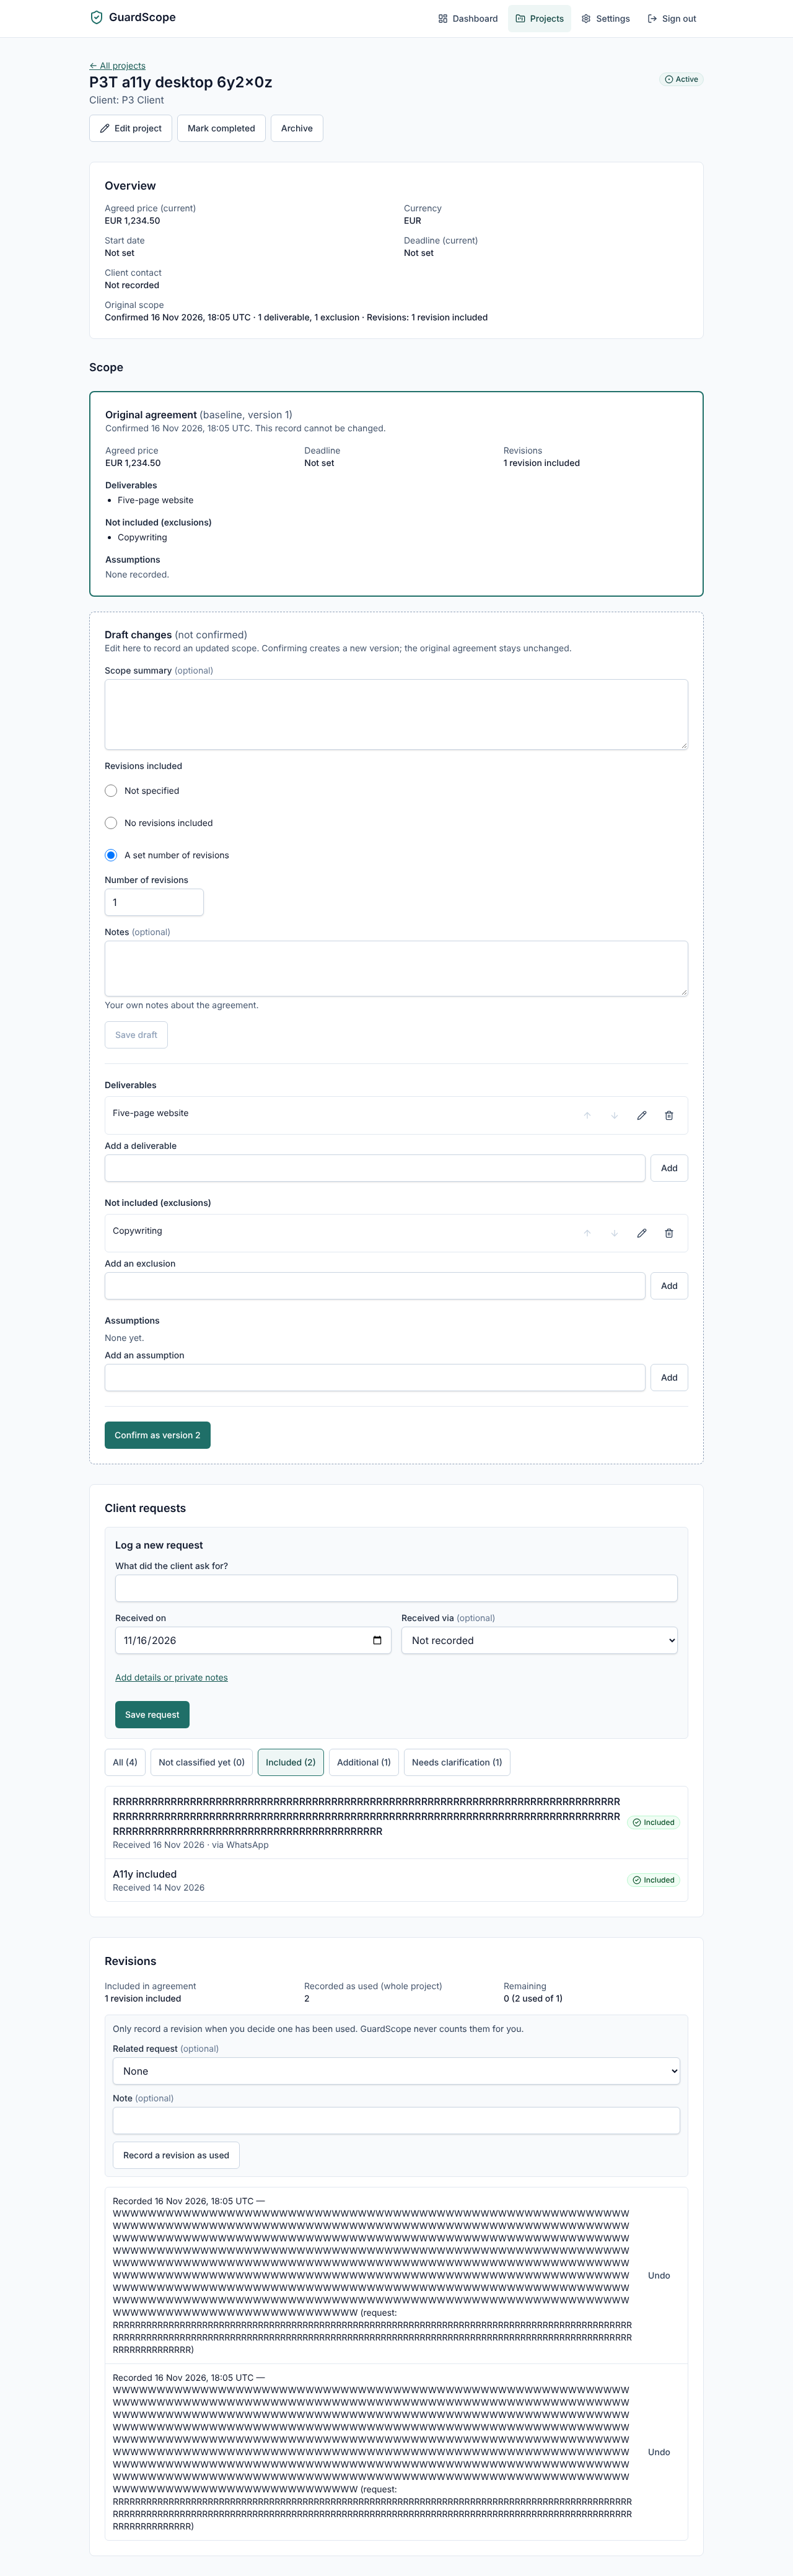 GuardScope
Dashboard
Projects
Settings
Sign out
← All projects
P3T a11y desktop 6y2x0z
Active
Client: P3 Client
Edit project
Mark completed
Archive
Overview
Agreed price (current)
Currency
EUR 1,234.50
EUR
Start date
Deadline (current)
Not set
Not set
Client contact
Not recorded
Original scope
Confirmed 16 Nov 2026, 18:05 UTC · 1 deliverable, 1 exclusion · Revisions: 1 revision included
Scope
Original agreement (baseline, version 1)
Confirmed 16 Nov 2026, 18:05 UTC. This record cannot be changed.
Agreed price
Deadline
Revisions
EUR 1,234.50
Not set
1 revision included
Deliverables
• Five-page website
Not included (exclusions)
• Copywriting
Assumptions
None recorded.
Draft changes (not confirmed)
Edit here to record an updated scope. Confirming creates a new version; the original agreement stays unchanged.
Scope summary (optional)
Revisions included
Not specified
No revisions included
A set number of revisions
Number of revisions
1
Notes (optional)
Your own notes about the agreement.
Save draft
Deliverables
Five-page website
Add a deliverable
Add
Not included (exclusions)
Copywriting
Add an exclusion
Add
Assumptions
None yet.
Add an assumption
Add
Confirm as version 2
Client requests
Log a new request
What did the client ask for?
Received on
Received via (optional)
11/16/2026
Not recorded
Add details or private notes
Save request
All (4)
Not classified yet (0)
Included (2)
Additional (1)
Needs clarification (1)
Included
Received 16 Nov 2026 · via WhatsApp
A11y included
Included
Received 14 Nov 2026
Revisions
Included in agreement
Recorded as used (whole project)
Remaining
1 revision included
2
0 (2 used of 1)
Only record a revision when you decide one has been used. GuardScope never counts them for you.
Related request (optional)
None
Note (optional)
Record a revision as used
Recorded 16 Nov 2026, 18:05 UTC —
Undo
(request:
Recorded 16 Nov 2026, 18:05 UTC —
Undo
(request: